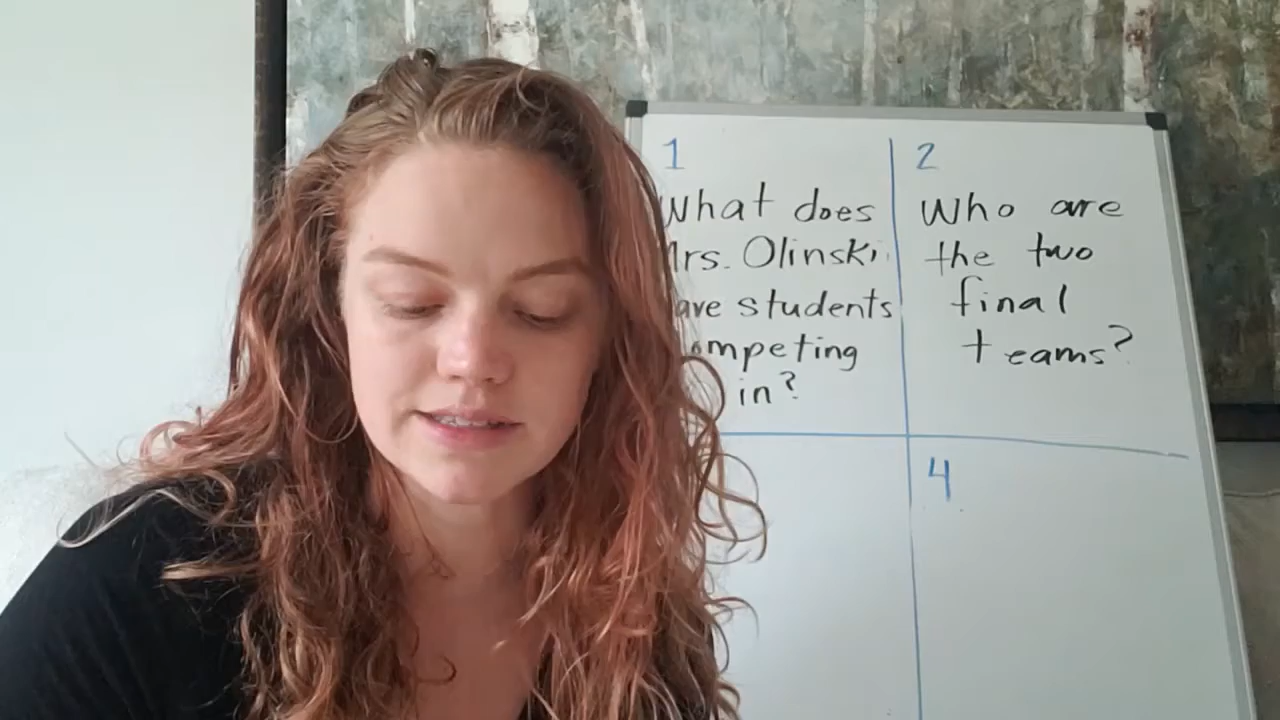 1
What does
Mrs. Olinski
have students
competing
in?
2
Who are
the two
final
teams?
4